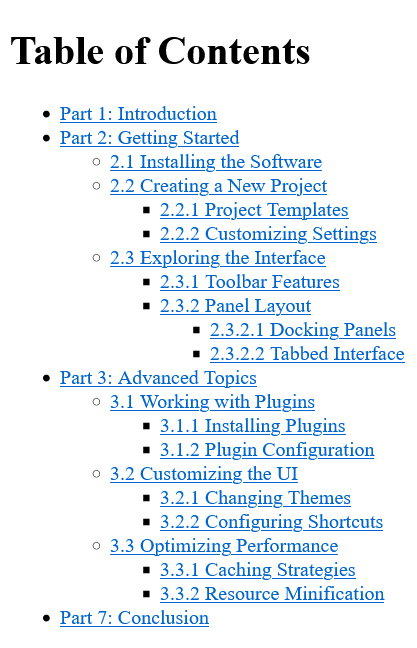 Table of Contents
Part 1: Introduction
Part 2: Getting Started
2.1 Installing the Software
2.2 Creating a New Project
2.2.1 Project Templates
2.2.2 Customizing Settings
2.3 Exploring the Interface
2.3.1 Toolbar Features
2.3.2 Panel Layout
2.3.2.1 Docking Panels
2.3.2.2 Tabbed Interface
Part 3: Advanced Topics
3.1 Working with Plugins
3.1.1 Installing Plugins
3.1.2 Plugin Configuration
3.2 Customizing the UI
3.2.1 Changing Themes
3.2.2 Configuring Shortcuts
3.3 Optimizing Performance
3.3.1 Caching Strategies
3.3.2 Resource Minification
Part 7: Conclusion